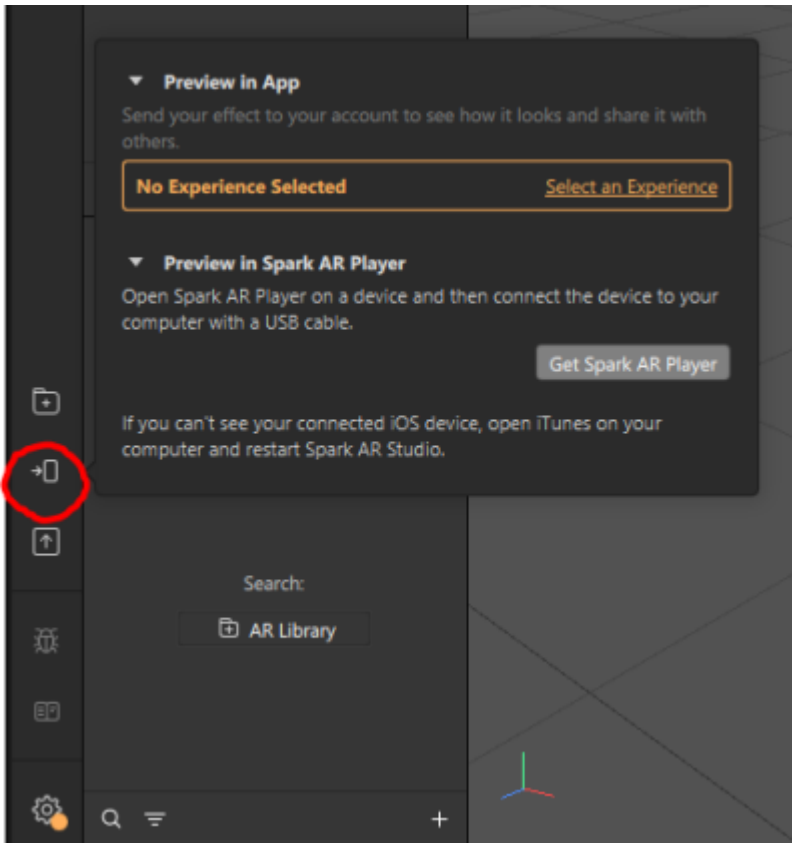 Preview in App
Send your effect to your account to see how it looks and share it with
others.
No Experience Selected Select an Experience
Preview in Spark AR Player
Open Spark AR Player on a device and then connect the device to your
computer with a USB cable.
Get Spark AR Player
If you can't see your connected iOS device, open iTunes on your
computer and restart Spark AR Studio.
Search:
AR Library